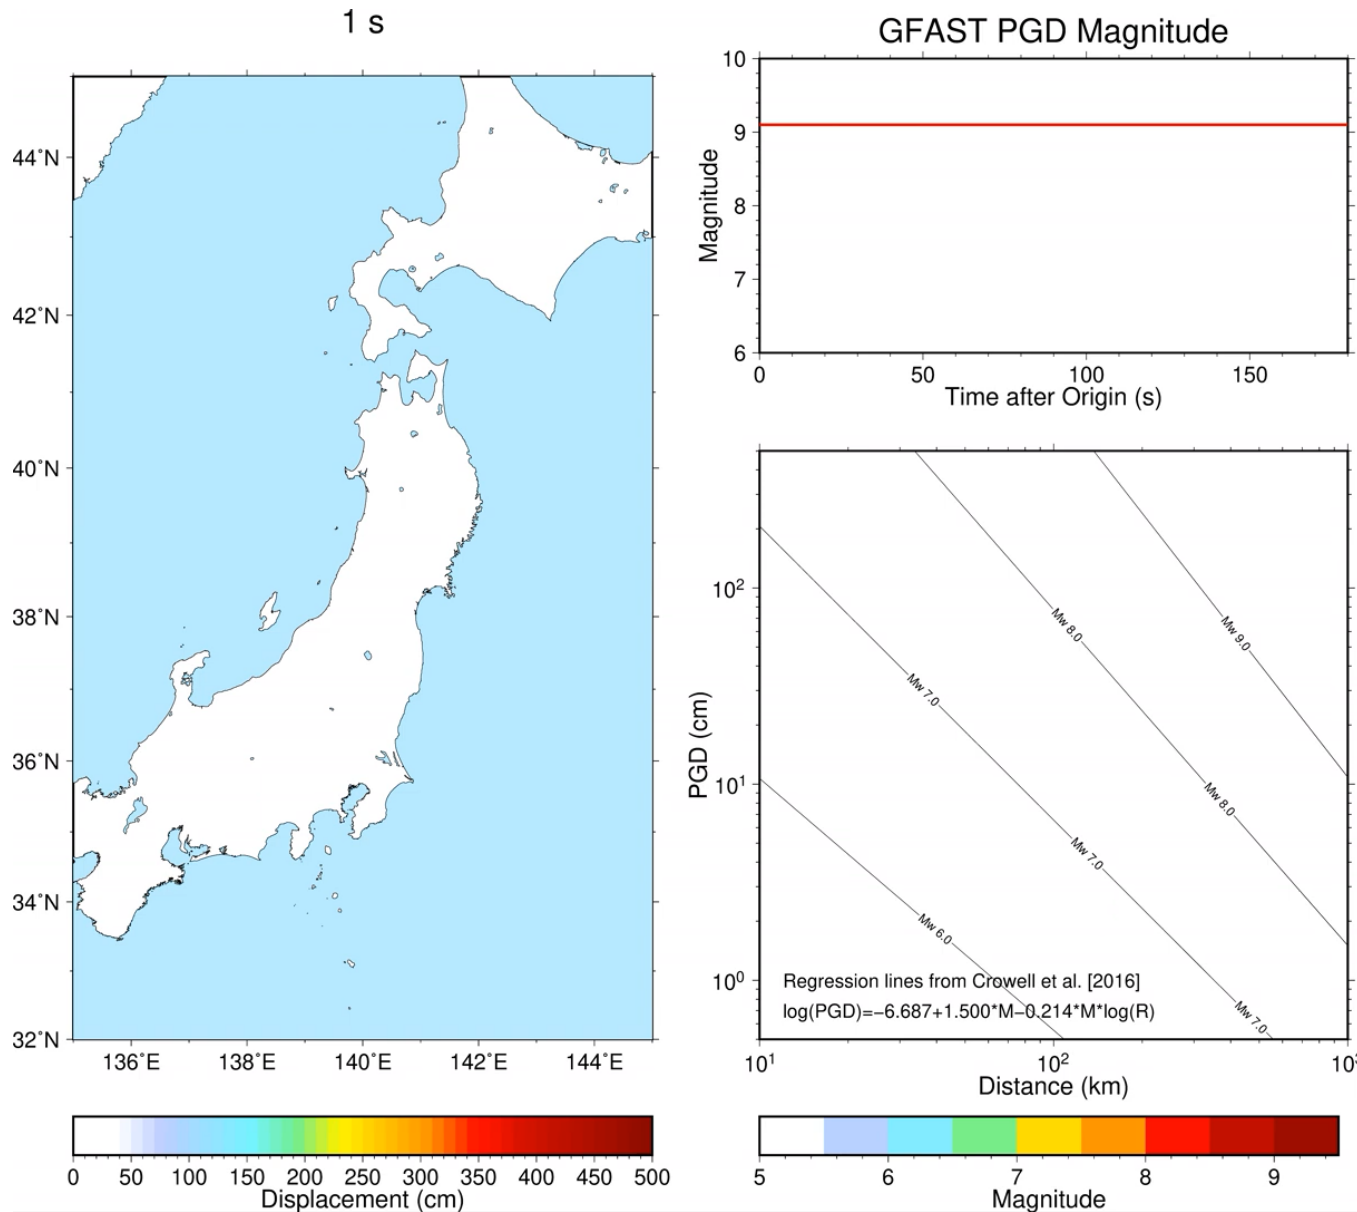 1 s
44°N
42°N
40°N
38°N
36°N
34°N
32°N
136°E 138°E 140°E 142°E 144°E
0 50 100 150 200 250 300 350 400 450 500
Displacement (cm)
GFAST PGD Magnitude
10
9
8
7
6
Magnitude
0 50 100 150
Time after Origin (s)
10²
10¹
10⁰
PGD (cm)
Mw 9.0
Mw 8.0
Mw 7.0
Mw 8.0
Mw 7.0
Mw 6.0
Mw 7.0
Regression lines from Crowell et al. [2016]
log(PGD)=−6.687+1.500*M−0.214*M*log(R)
10¹ 10² 10³
Distance (km)
5 6 7 8 9
Magnitude